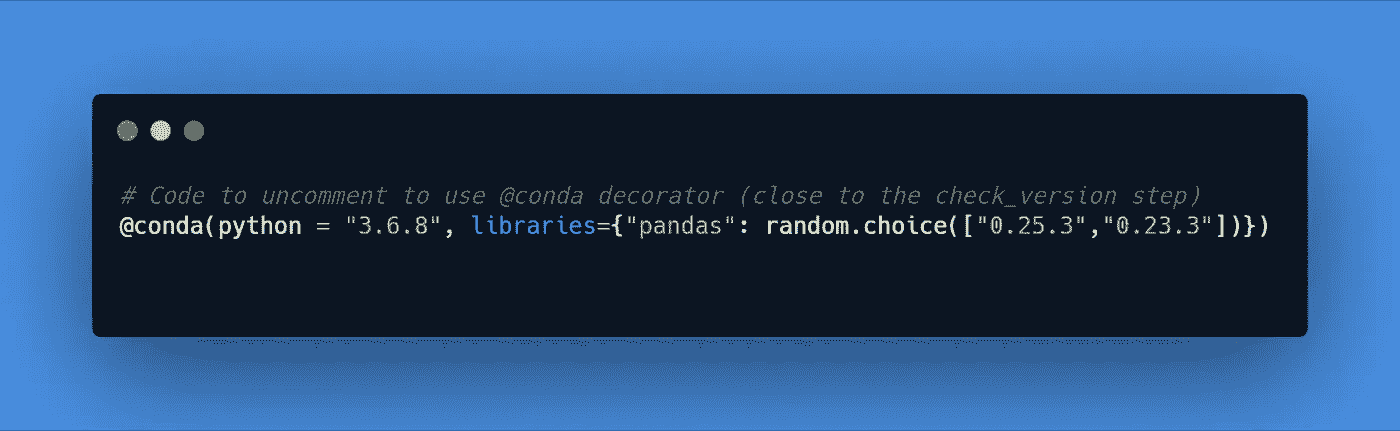 # Code to uncomment to use @conda decorator (close to the check_version step)
@conda(python = "3.6.8", libraries={"pandas": random.choice(["0.25.3","0.23.3"])})